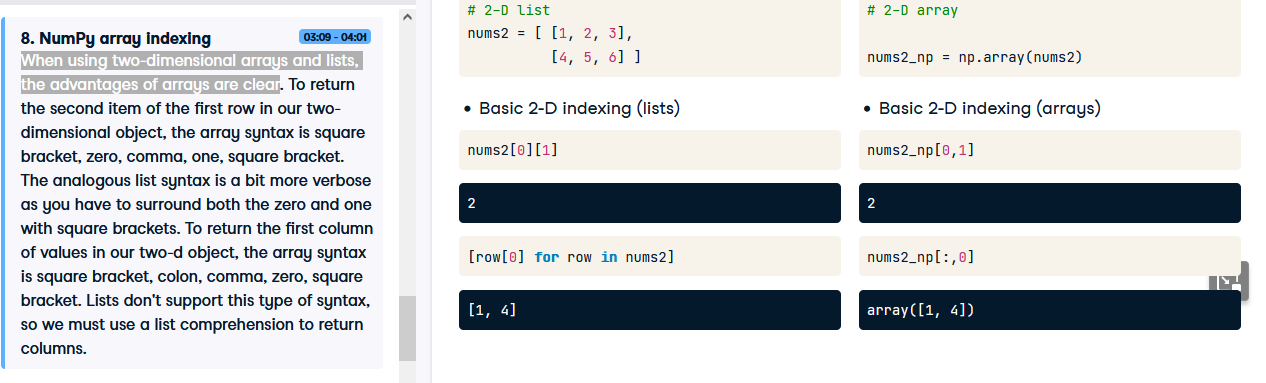 8. NumPy array indexing
03:09 - 04:01
When using two-dimensional arrays and lists,
the advantages of arrays are clear. To return
the second item of the first row in our two-
dimensional object, the array syntax is square
bracket, zero, comma, one, square bracket.
The analogous list syntax is a bit more verbose
as you have to surround both the zero and one
with square brackets. To return the first column
of values in our two-d object, the array syntax
is square bracket, colon, comma, zero, square
bracket. Lists don't support this type of syntax,
so we must use a list comprehension to return
columns.
# 2-D list
nums2 = [ [1, 2, 3],
[4, 5, 6] ]
• Basic 2-D indexing (lists)
nums2[0][1]
2
[row[0] for row in nums2]
[1, 4]
# 2-D array
nums2_np = np.array(nums2)
• Basic 2-D indexing (arrays)
nums2_np[0,1]
2
nums2_np[:,0]
array([1, 4])